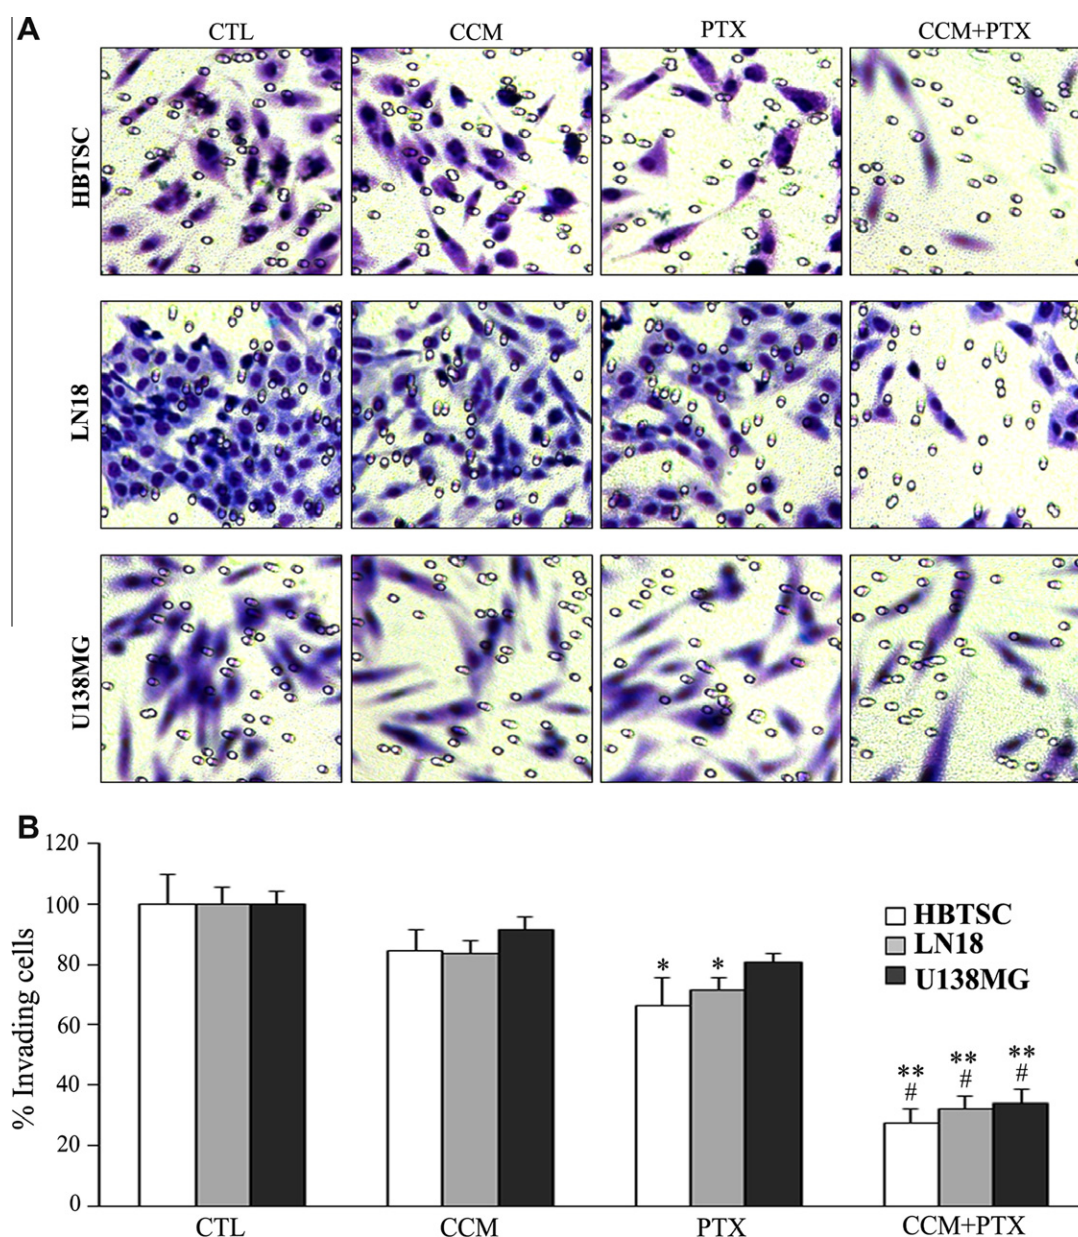 A
CTL CCM PTX CCM+PTX
HBTSC
LN18
U138MG
B
120
100
80
60
40
20
0
% Invading cells
* *
** ** **
# # #
HBTSC
LN18
U138MG
CTL CCM PTX CCM+PTX